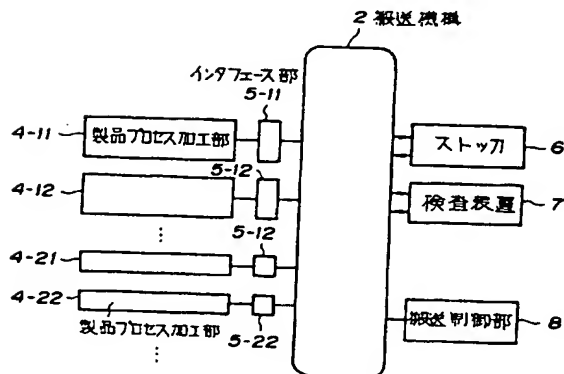 2 搬送機構
インタフェース部
5-11
4-11
製品プロセス加工部
ストッカ
6
5-12
4-12
検査装置
7
5-12
4-21
4-22
搬送制御部
8
製品プロセス加工部
5-22